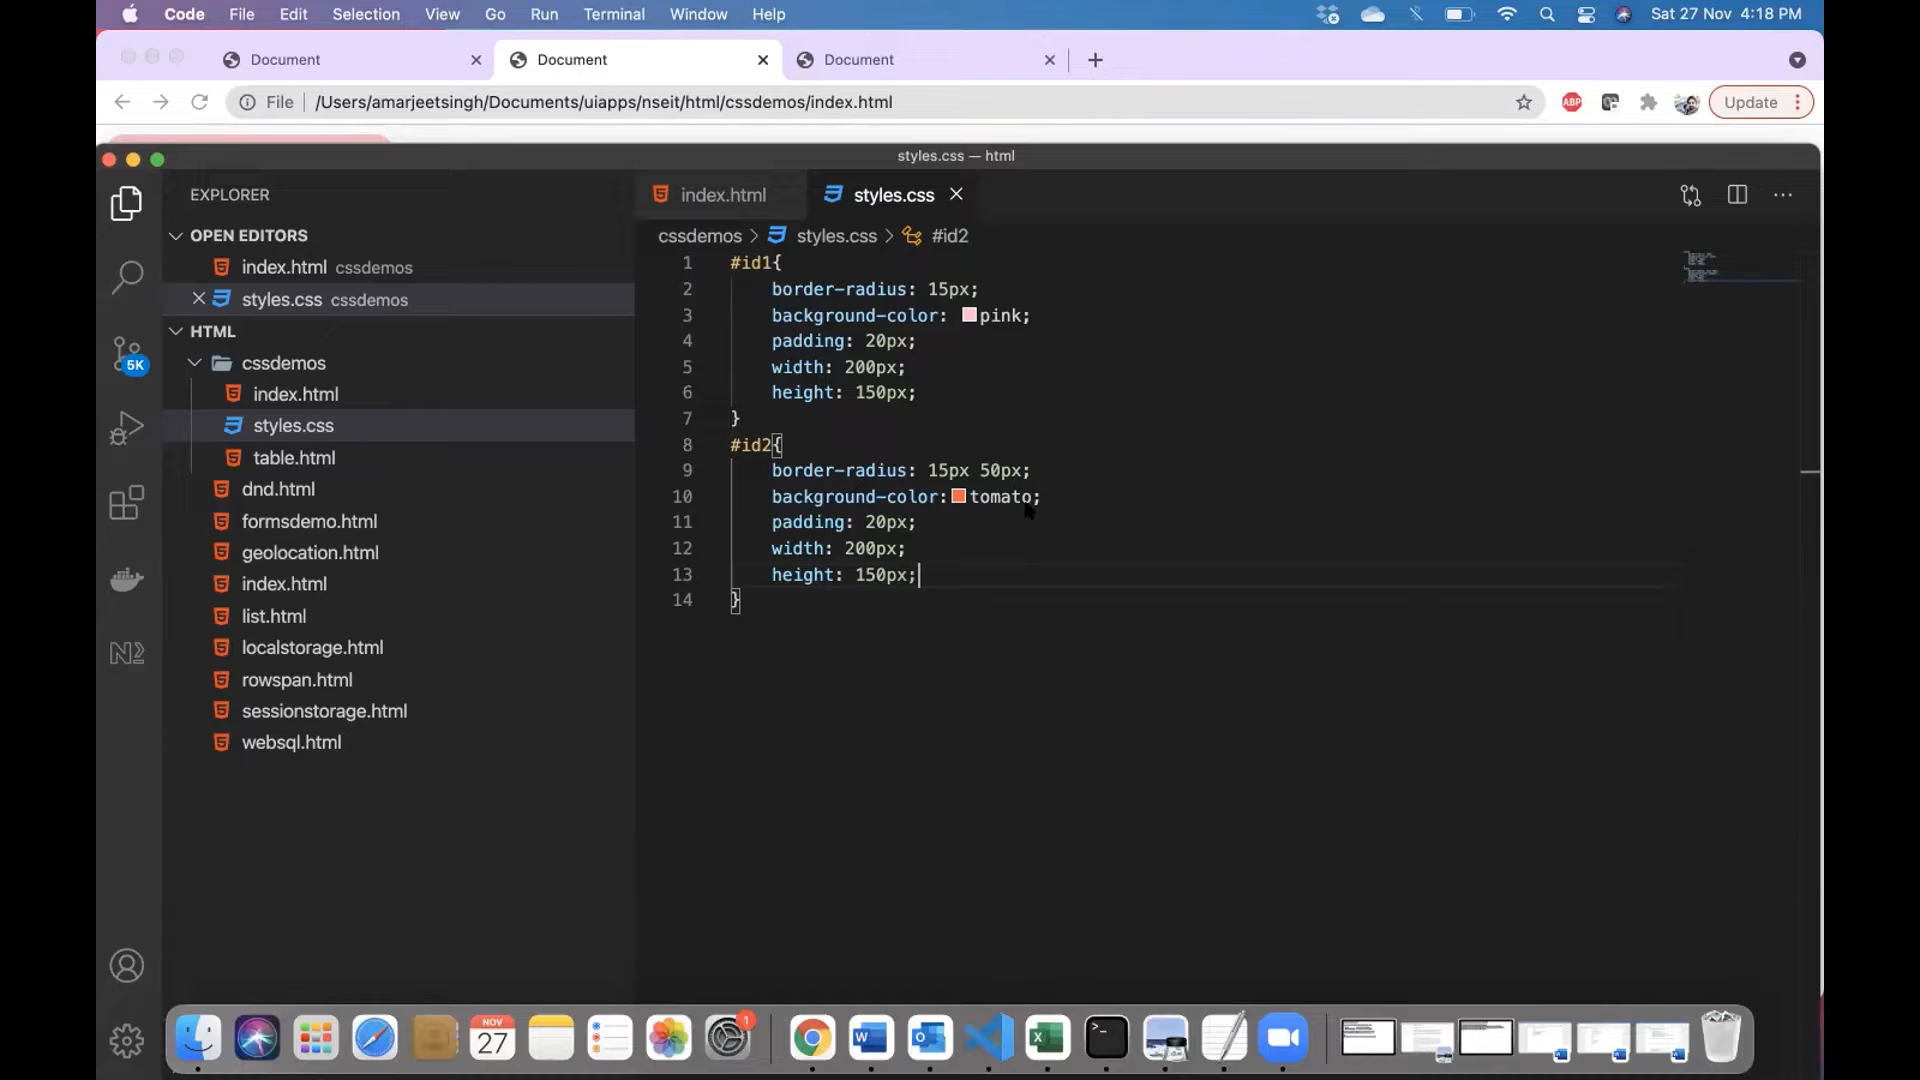 Code File Edit Selection View Go Run Terminal Window Help Sat 27 Nov 4:18 PM
Document Document Document
File /Users/amarjeetsingh/Documents/uiapps/nseit/html/cssdemos/index.html ABP Update
styles.css — html
EXPLORER
index.html styles.css
OPEN EDITORS
cssdemos styles.css #id2
index.html cssdemos
styles.css cssdemos
HTML
cssdemos
index.html
styles.css
table.html
dnd.html
formsdemo.html
geolocation.html
index.html
list.html
localstorage.html
rowspan.html
sessionstorage.html
websql.html
5K
1 #id1{
2 border-radius: 15px;
3 background-color: pink;
4 padding: 20px;
5 width: 200px;
6 height: 150px;
7 }
8 #id2{
9 border-radius: 15px 50px;
10 background-color:tomato;
11 padding: 20px;
12 width: 200px;
13 height: 150px;
14 }
NOV
27
1